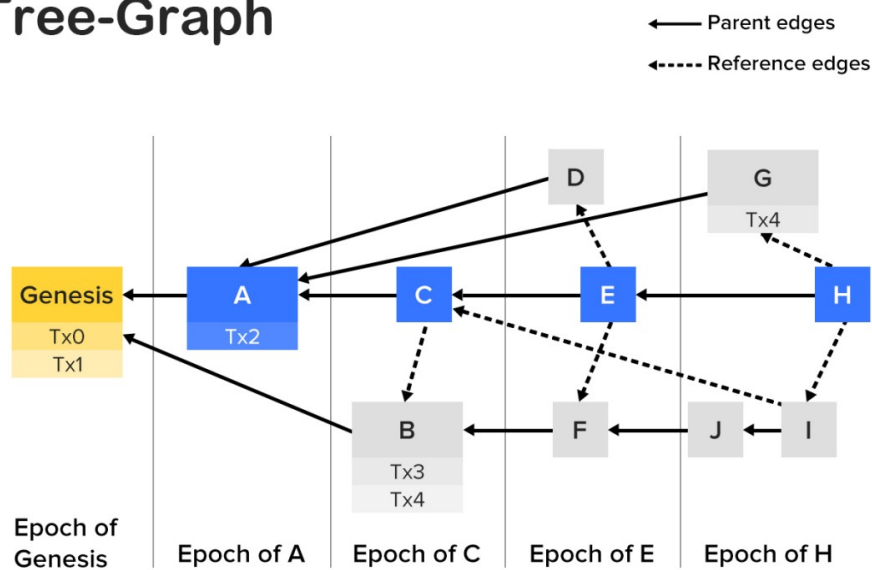 Tree-Graph
Parent edges
Reference edges
D
G
Tx4
Genesis
Tx0
Tx1
A
Tx2
C
E
H
B
Tx3
Tx4
F
J
I
Epoch of
Genesis
Epoch of A
Epoch of C
Epoch of E
Epoch of H